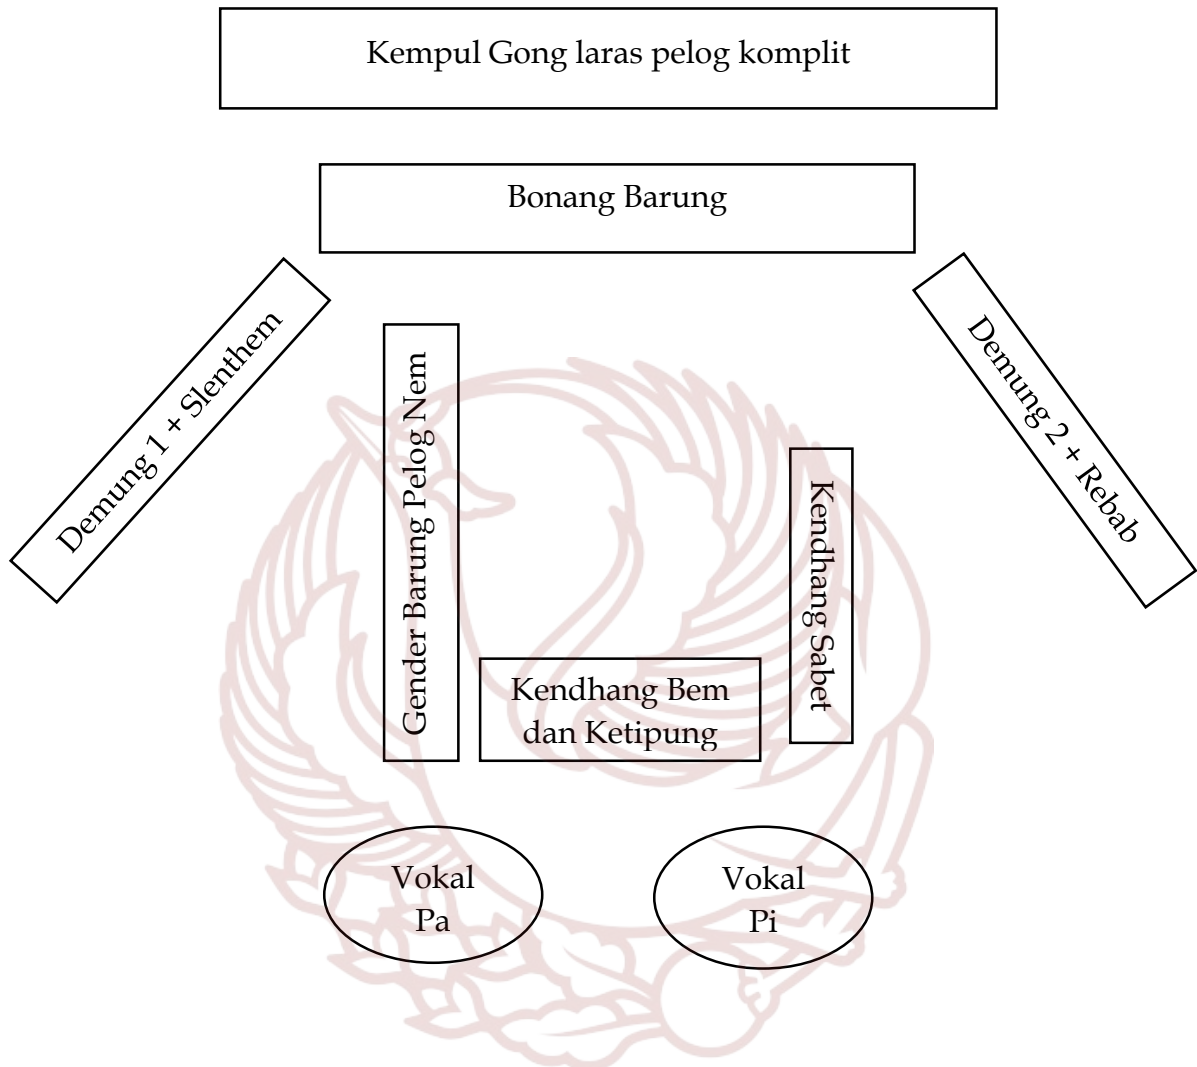 Kempul Gong laras pelog komplit
Bonang Barung
Demung 1 + Slenthem
Demung 2 + Rebab
Gender Barung Pelog Nem
Kendhang Sabet
Kendhang Bem
dan Ketipung
Vokal
Pa
Vokal
Pi